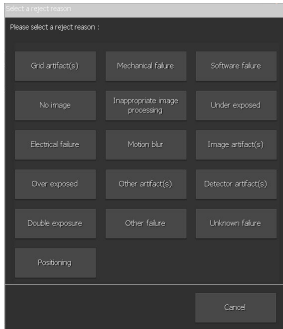 Select a reject reason
Please select a reject reason :
Grid artifact(s)
Mechanical failure
Software failure
No image
Inappropriate image
processing
Under exposed
Electrical failure
Motion blur
Image artifact(s)
Over exposed
Other artifact(s)
Detector artifact(s)
Double exposure
Other failure
Unknown failure
Positioning
Cancel